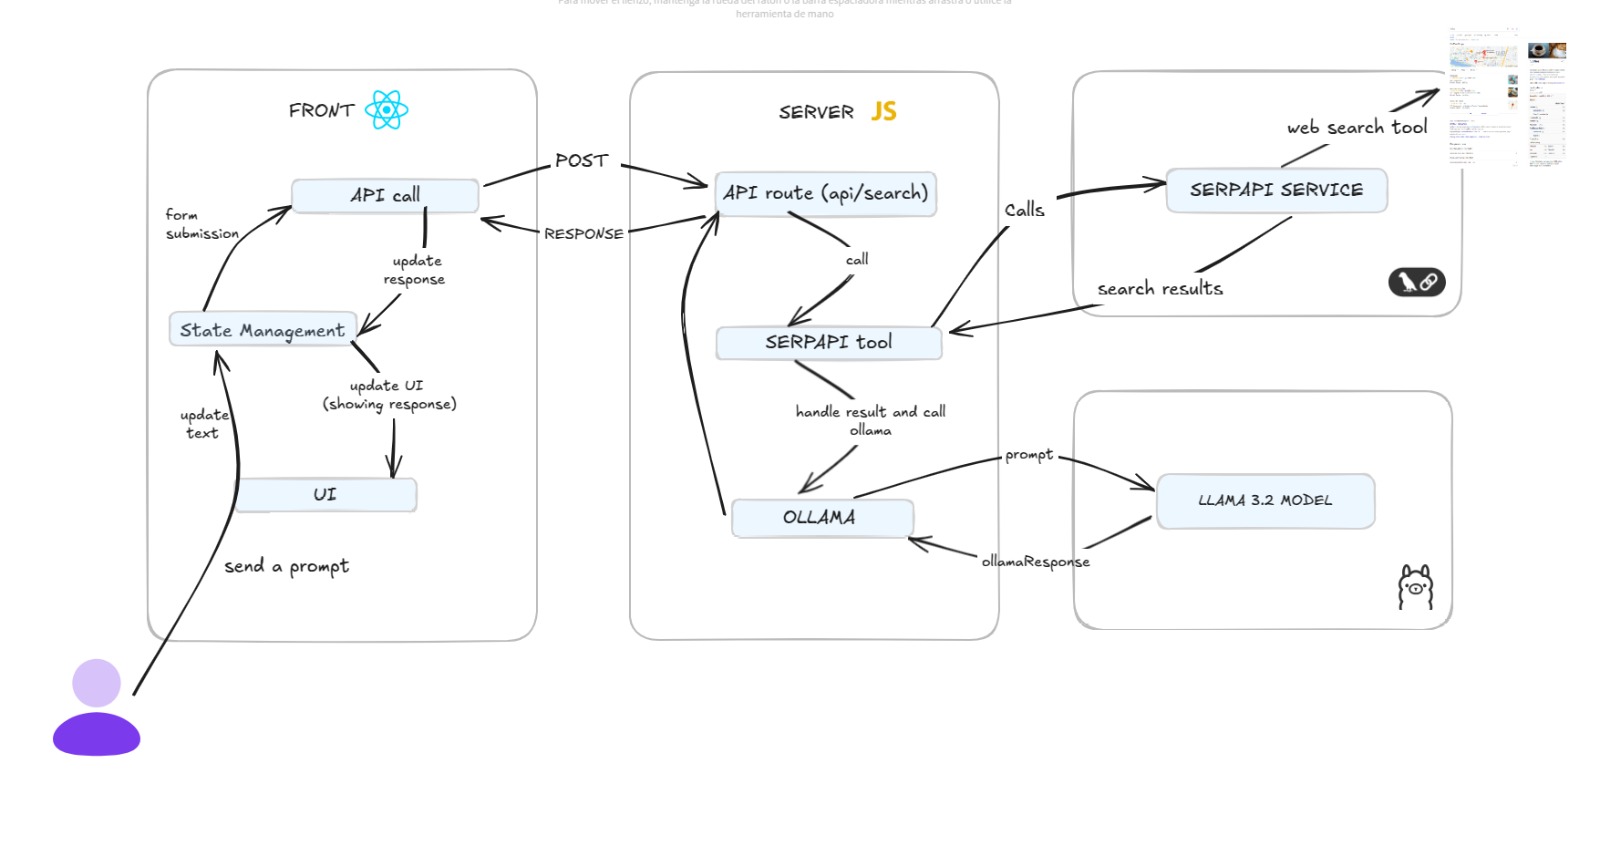 Para mover el lienzo, mantenga la rueda del ratón o la barra espaciadora mientras arrastra o utilice la
herramienta de mano
FRONT
API call
form
submission
update
response
State Management
update UI
(showing response)
update
text
UI
send a prompt
POST
RESPONSE
SERVER JS
API route (api/search)
call
SERPAPI tool
handle result and call
ollama
OLLAMA
Calls
web search tool
SERPAPI SERVICE
search results
prompt
LLAMA 3.2 MODEL
ollamaResponse